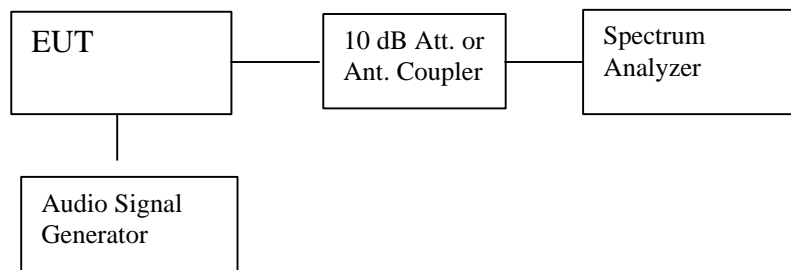 EUT
10 dB Att. or
Ant. Coupler
Spectrum
Analyzer
Audio Signal
Generator